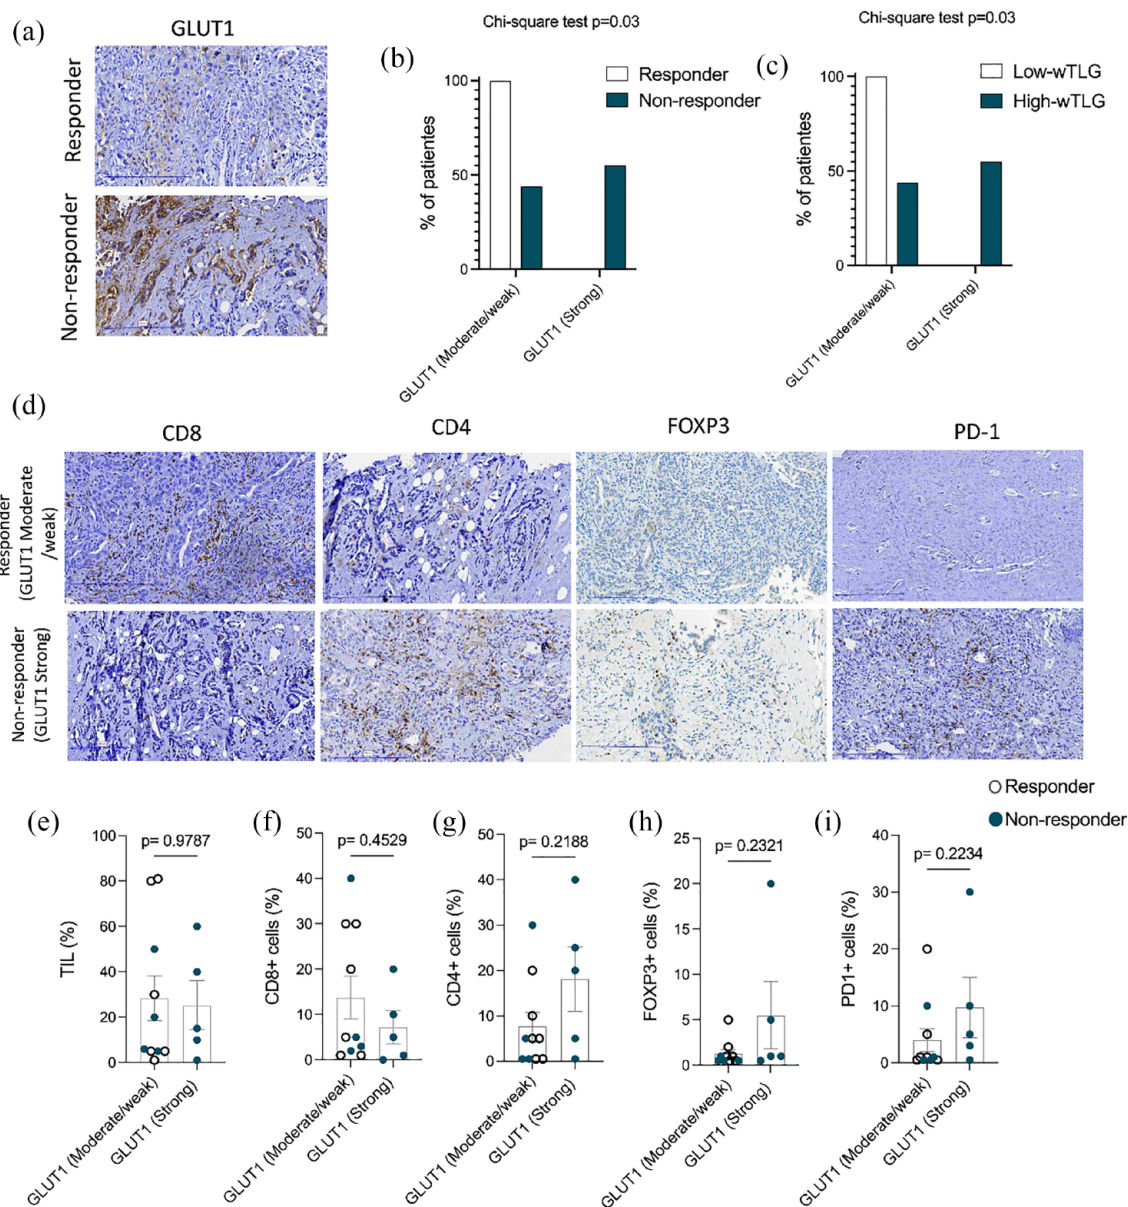 (a)
GLUT1
Responder
Non-responder
Chi-square test p=0.03
(b)
Responder
Non-responder
% of patientes
100
50
0
GLUT1 (Moderate/weak)
GLUT1 (Strong)
Chi-square test p=0.03
(c)
Low-wTLG
High-wTLG
% of patientes
100
50
0
GLUT1 (Moderate/weak)
GLUT1 (Strong)
(d)
CD8
CD4
FOXP3
PD-1
Responder
(GLUT1 Moderate
/weak)
Non-responder
(GLUT1 Strong)
Responder
Non-responder
(e)
p= 0.9787
TIL (%)
100
80
60
40
20
0
GLUT1 (Moderate/weak)
GLUT1 (Strong)
(f)
p= 0.4529
CD8+ cells (%)
50
40
30
20
10
0
GLUT1 (Moderate/weak)
GLUT1 (Strong)
(g)
p= 0.2188
CD4+ cells (%)
50
40
30
20
10
0
GLUT1 (Moderate/weak)
GLUT1 (Strong)
(h)
p= 0.2321
FOXP3+ cells (%)
25
20
15
10
5
0
GLUT1 (Moderate/weak)
GLUT1 (Strong)
(i)
p= 0.2234
PD1+ cells (%)
40
30
20
10
0
GLUT1 (Moderate/weak)
GLUT1 (Strong)